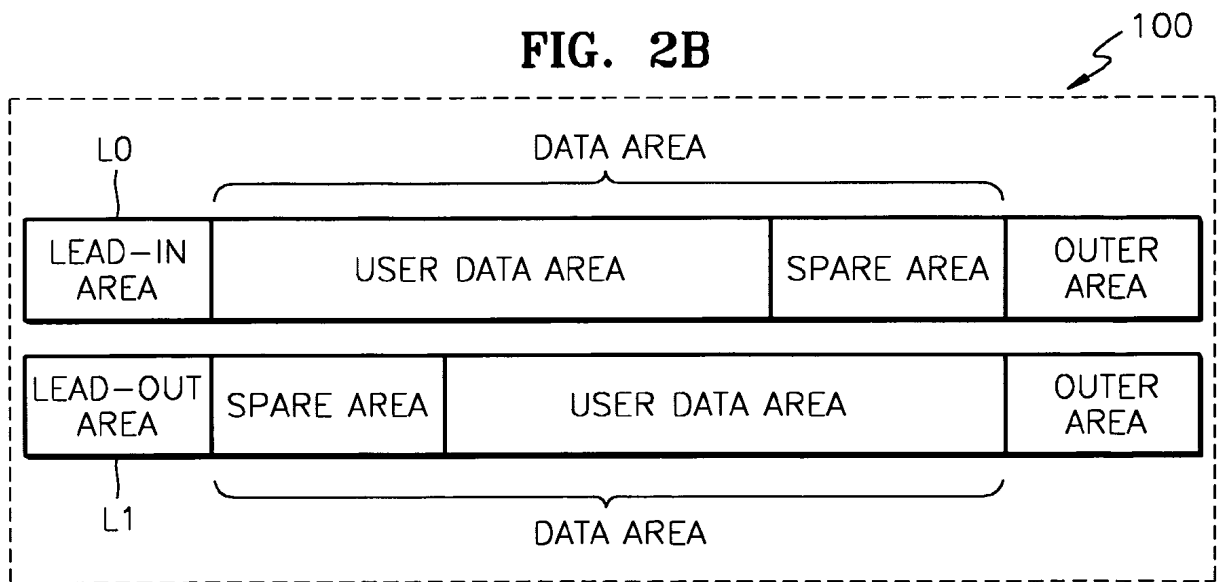 FIG. 2B
100
L0
DATA AREA
LEAD-IN
AREA
USER DATA AREA
SPARE AREA
OUTER
AREA
LEAD-OUT
AREA
SPARE AREA
USER DATA AREA
OUTER
AREA
L1
DATA AREA